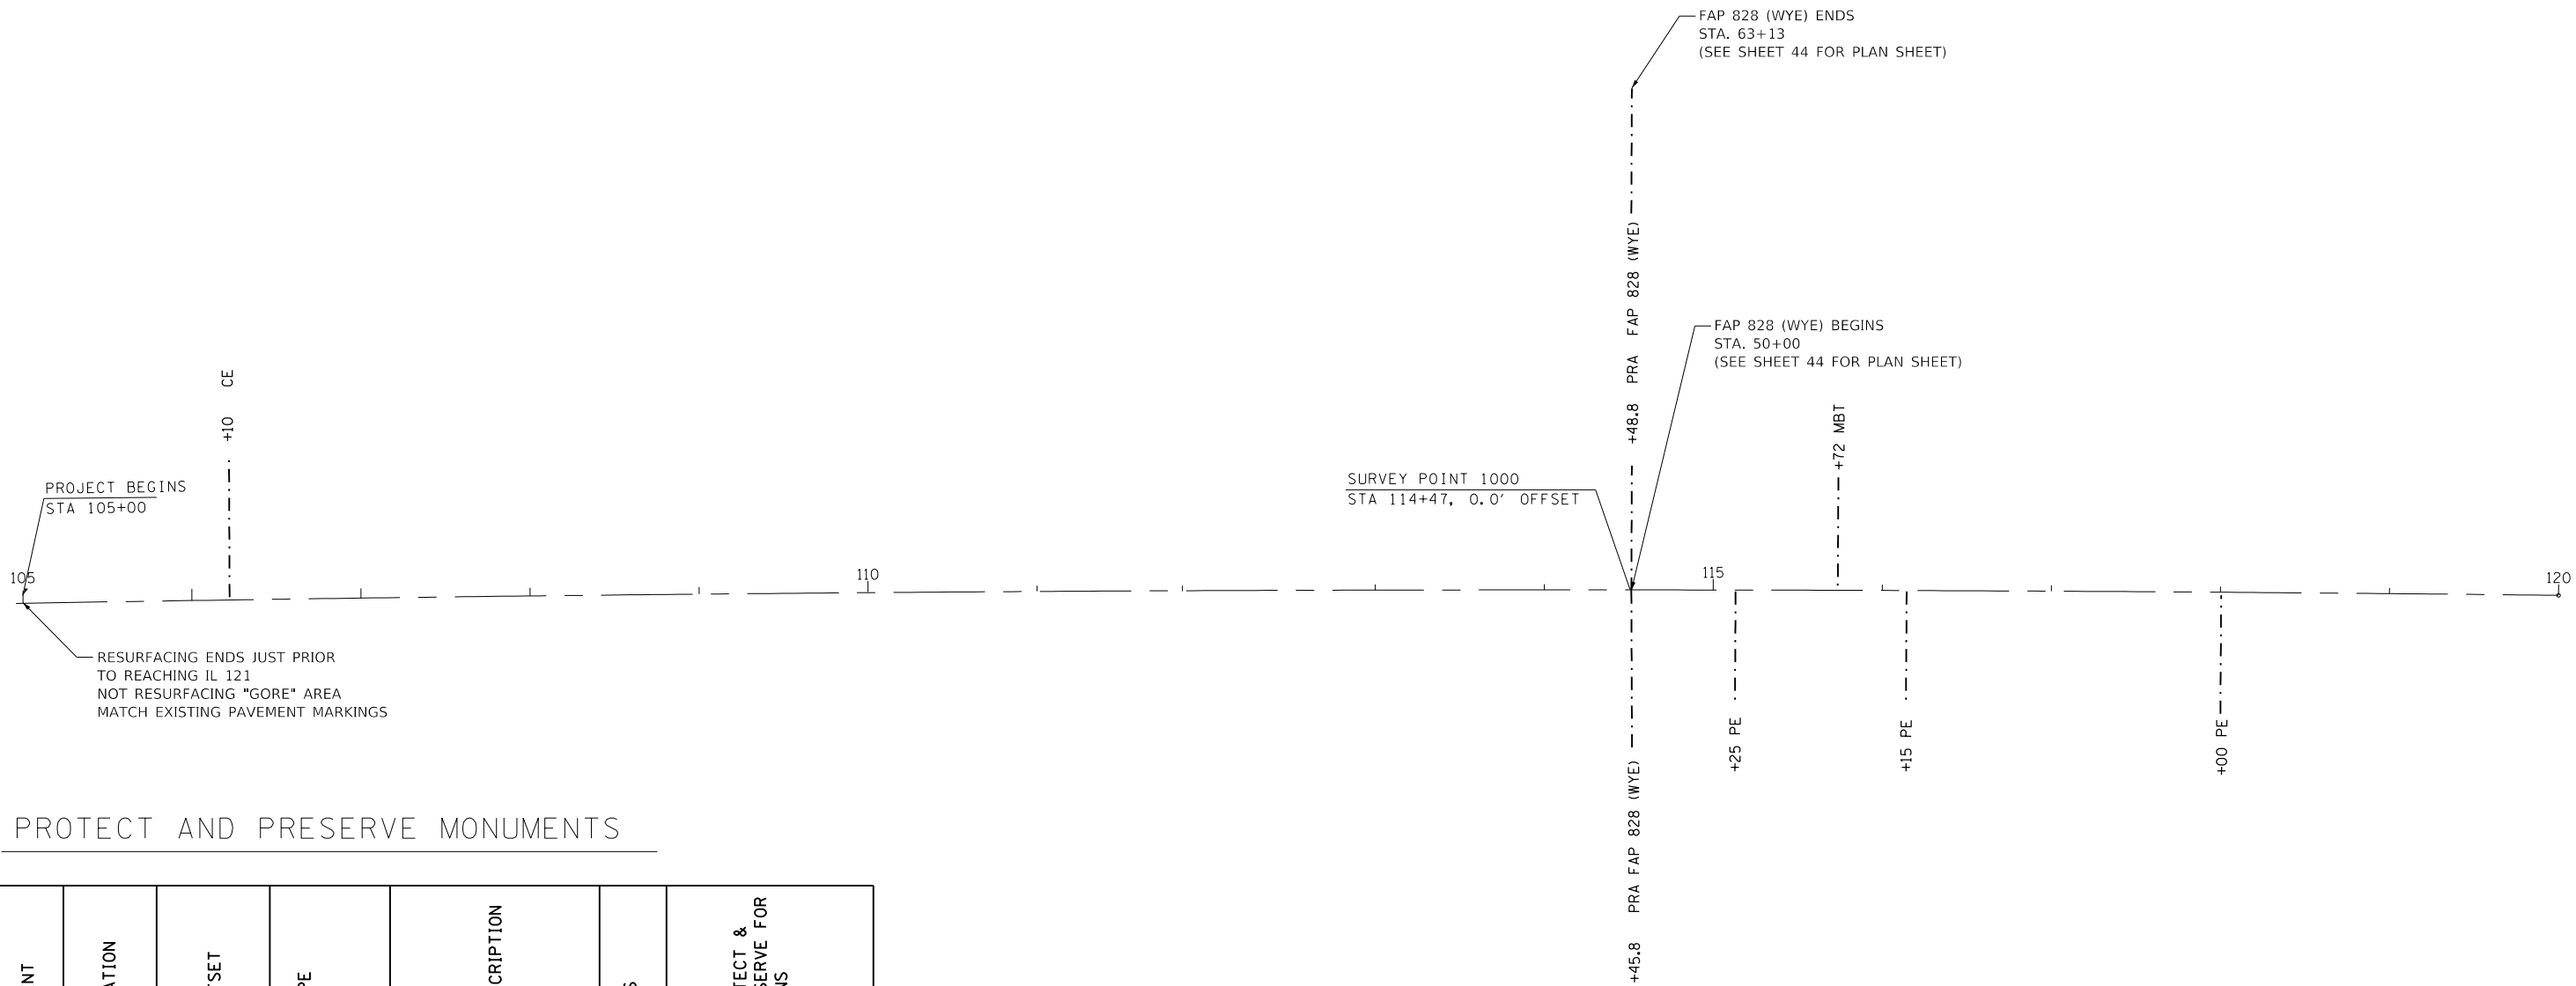 FAP 828 (WYE) ENDS
STA. 63+13
(SEE SHEET 44 FOR PLAN SHEET)
+48.8 PRA FAP 828 (WYE)
FAP 828 (WYE) BEGINS
STA. 50+00
(SEE SHEET 44 FOR PLAN SHEET)
+10 CE
+72 MBT
PROJECT BEGINS
STA 105+00
SURVEY POINT 1000
STA 114+47, 0.0' OFFSET
105
110
115
120
RESURFACING ENDS JUST PRIOR
TO REACHING IL 121
NOT RESURFACING "GORE" AREA
MATCH EXISTING PAVEMENT MARKINGS
+45.8 PRA FAP 828 (WYE)
+25 PE
+15 PE
+00 PE
PROTECT AND PRESERVE MONUMENTS